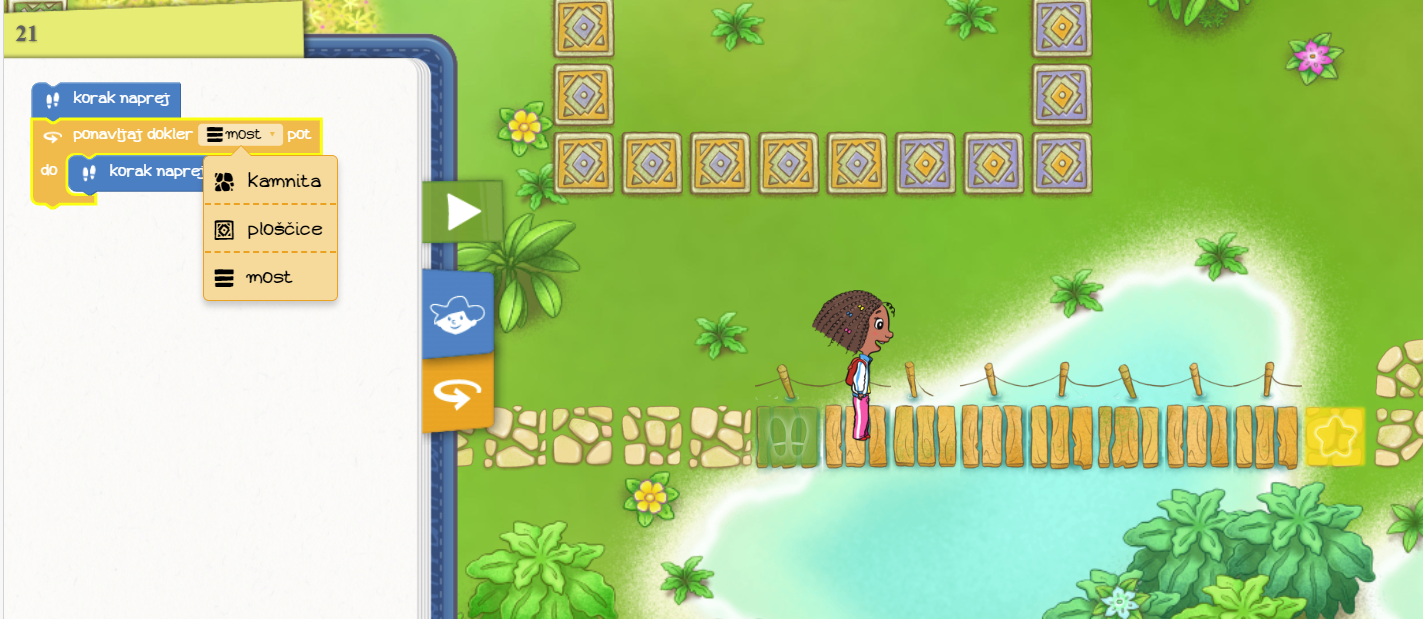 21
korak naprej
ponavljaj dokler most pot
do korak naprej
kamnita
ploščice
most